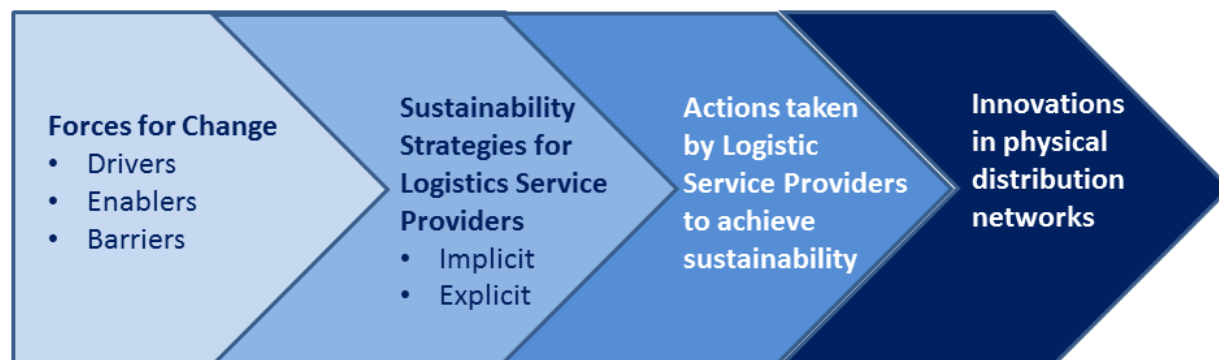 Forces for Change
• Drivers
• Enablers
• Barriers
Sustainability
Strategies for
Logistics Service
Providers
• Implicit
• Explicit
Actions taken
by Logistic
Service Providers
to achieve
sustainability
Innovations
in physical
distribution
networks